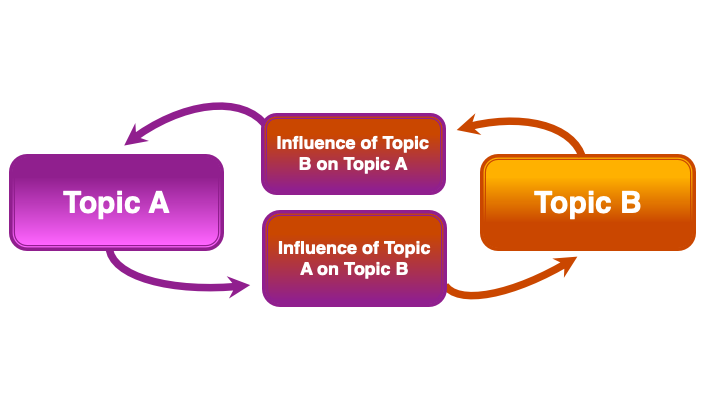 Topic A
Influence of Topic
B on Topic A
Influence of Topic
A on Topic B
Topic B